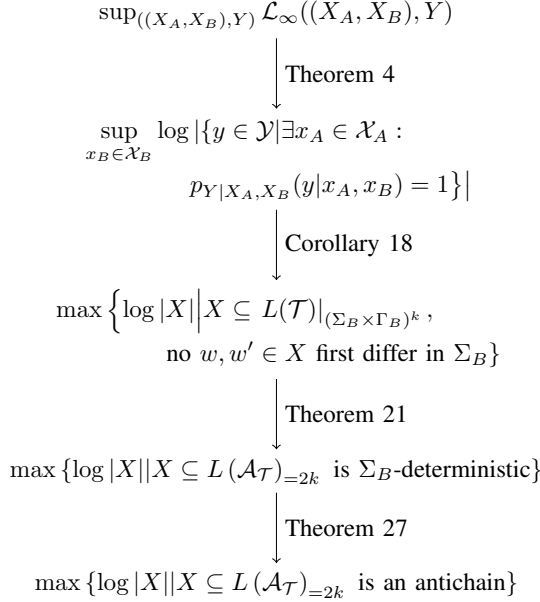 sup_{((X_A,X_B),Y)} 𝓛_∞((X_A, X_B), Y)
Theorem 4
sup_{x_B∈𝒳_B} log |{y ∈ 𝒴|∃x_A ∈ 𝒳_A :
p_{Y|X_A,X_B}(y|x_A, x_B) = 1}|
Corollary 18
max {log |X| | X ⊆ L(𝒯)|_{(Σ_B×Γ_B)^k} ,
no w, w′ ∈ X first differ in Σ_B}
Theorem 21
max {log |X||X ⊆ L (𝒜_𝒯)_{=2k} is Σ_B-deterministic}
Theorem 27
max {log |X||X ⊆ L (𝒜_𝒯)_{=2k} is an antichain}